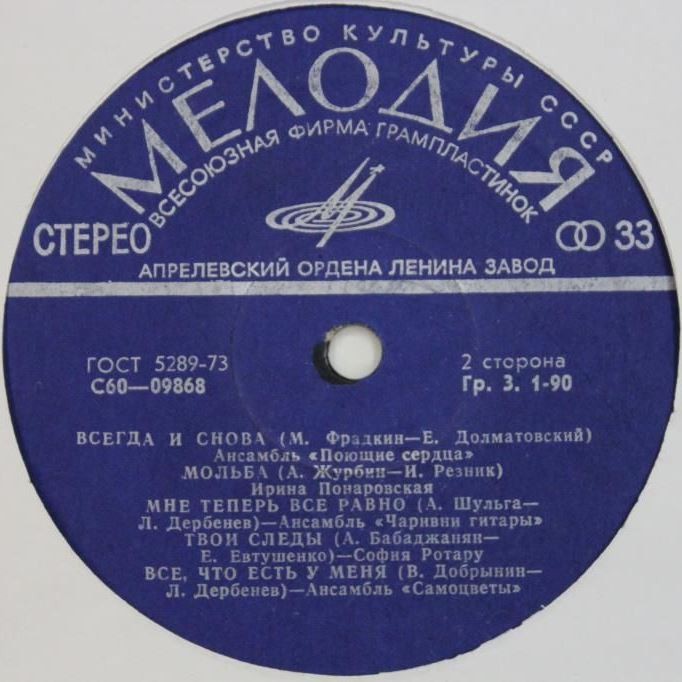 МИНИСТЕРСТВО КУЛЬТУРЫ СССР
МЕЛОДИЯ
ВСЕСОЮЗНАЯ ФИРМА ГРАМПЛАСТИНОК
СТЕРЕО 33
АПРЕЛЕВСКИЙ ОРДЕНА ЛЕНИНА ЗАВОД
ГОСТ 5289-73 2 сторона
С60—09868 Гр. 3. 1-90
ВСЕГДА И СНОВА (М. Фрадкин—Е. Долматовский)
Ансамбль «Поющие сердца»
МОЛЬБА (А. Журбин—И. Резник)
Ирина Понаровская
МНЕ ТЕПЕРЬ ВСЕ РАВНО (А. Шульга—
Л. Дербенев)—Ансамбль «Чаривни гитары»
ТВОИ СЛЕДЫ (А. Бабаджанян—
Е. Евтушенко)—София Ротару
ВСЕ, ЧТО ЕСТЬ У МЕНЯ (В. Добрынин—
Л. Дербенев)—Ансамбль «Самоцветы»